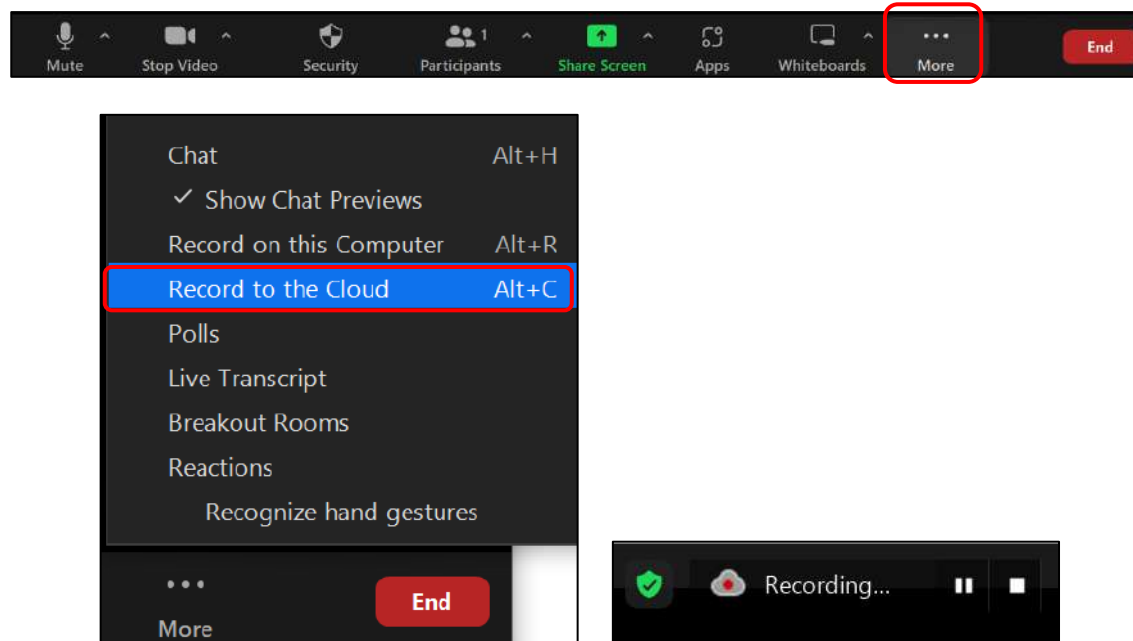 Mute Stop Video Security Participants 1 Share Screen Apps Whiteboards More End
Chat Alt+H
Show Chat Previews
Record on this Computer Alt+R
Record to the Cloud Alt+C
Polls
Live Transcript
Breakout Rooms
Reactions
Recognize hand gestures
More End
Recording...